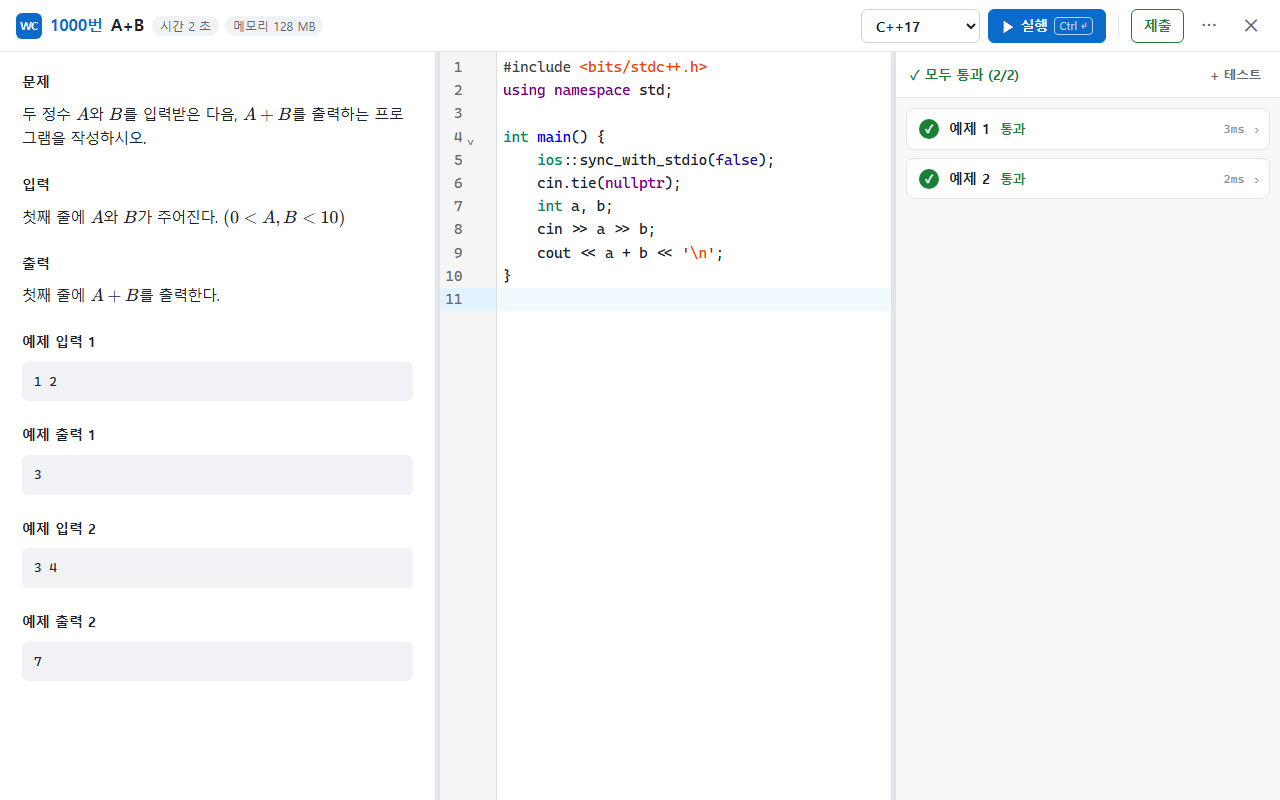 WC 1000번 A+B 시간 2 초 메모리 128 MB C++17 실행 Ctrl ⏎ 제출 ··· ×
문제
두 정수 A와 B를 입력받은 다음, A + B를 출력하는 프로
그램을 작성하시오.
입력
첫째 줄에 A와 B가 주어진다. (0 < A, B < 10)
출력
첫째 줄에 A + B를 출력한다.
예제 입력 1
1 2
예제 출력 1
3
예제 입력 2
3 4
예제 출력 2
7
1 #include <bits/stdc++.h>
2 using namespace std;
3
4 int main() {
5     ios::sync_with_stdio(false);
6     cin.tie(nullptr);
7     int a, b;
8     cin >> a >> b;
9     cout << a + b << '\n';
10 }
11
✓ 모두 통과 (2/2) + 테스트
✓ 예제 1 통과 3ms ›
✓ 예제 2 통과 2ms ›